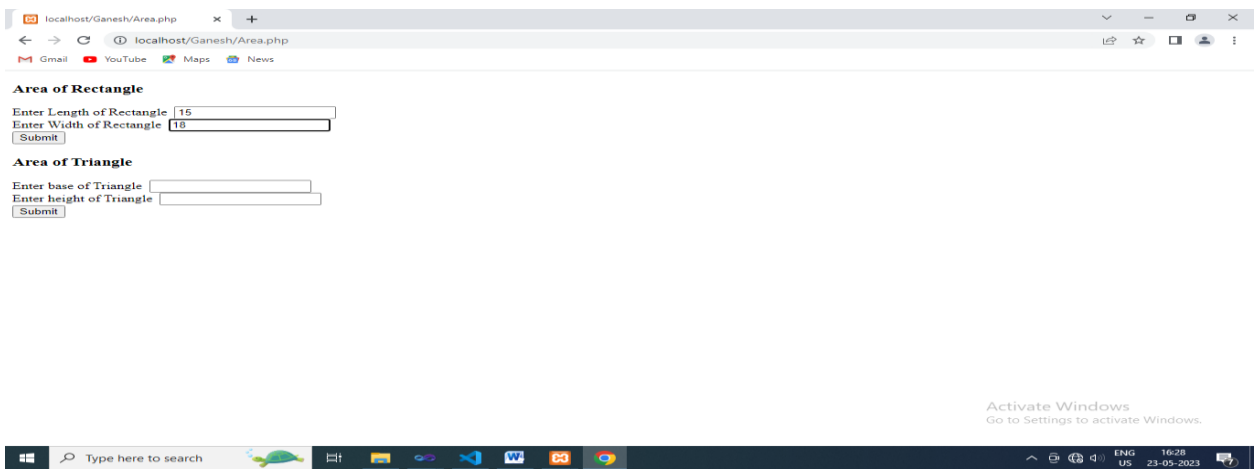 localhost/Ganesh/Area.php
localhost/Ganesh/Area.php
Gmail YouTube Maps News
Area of Rectangle
Enter Length of Rectangle 15
Enter Width of Rectangle 18
Submit
Area of Triangle
Enter base of Triangle
Enter height of Triangle
Submit
Activate Windows
Go to Settings to activate Windows.
Type here to search
ENG 16:28
US 23-05-2023